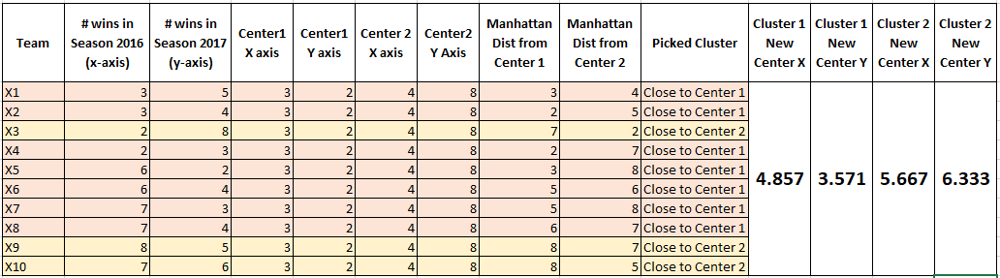 Team # wins in Season 2016 (x-axis) # wins in Season 2017 (y-axis) Center1 X axis Center1 Y axis Center 2 X axis Center2 Y Axis Manhattan Dist from Center 1 Manhattan Dist from Center 2 Picked Cluster Cluster 1 New Center X Cluster 1 New Center Y Cluster 2 New Center X Cluster 2 New Center Y
X1 3 5 3 2 4 8 3 4 Close to Center 1
X2 3 4 3 2 4 8 2 5 Close to Center 1
X3 2 8 3 2 4 8 7 2 Close to Center 2
X4 2 3 3 2 4 8 2 7 Close to Center 1
X5 6 2 3 2 4 8 3 8 Close to Center 1
4.857 3.571 5.667 6.333
X6 6 4 3 2 4 8 5 6 Close to Center 1
X7 7 3 3 2 4 8 5 8 Close to Center 1
X8 7 4 3 2 4 8 6 7 Close to Center 1
X9 8 5 3 2 4 8 8 7 Close to Center 2
X10 7 6 3 2 4 8 8 5 Close to Center 2